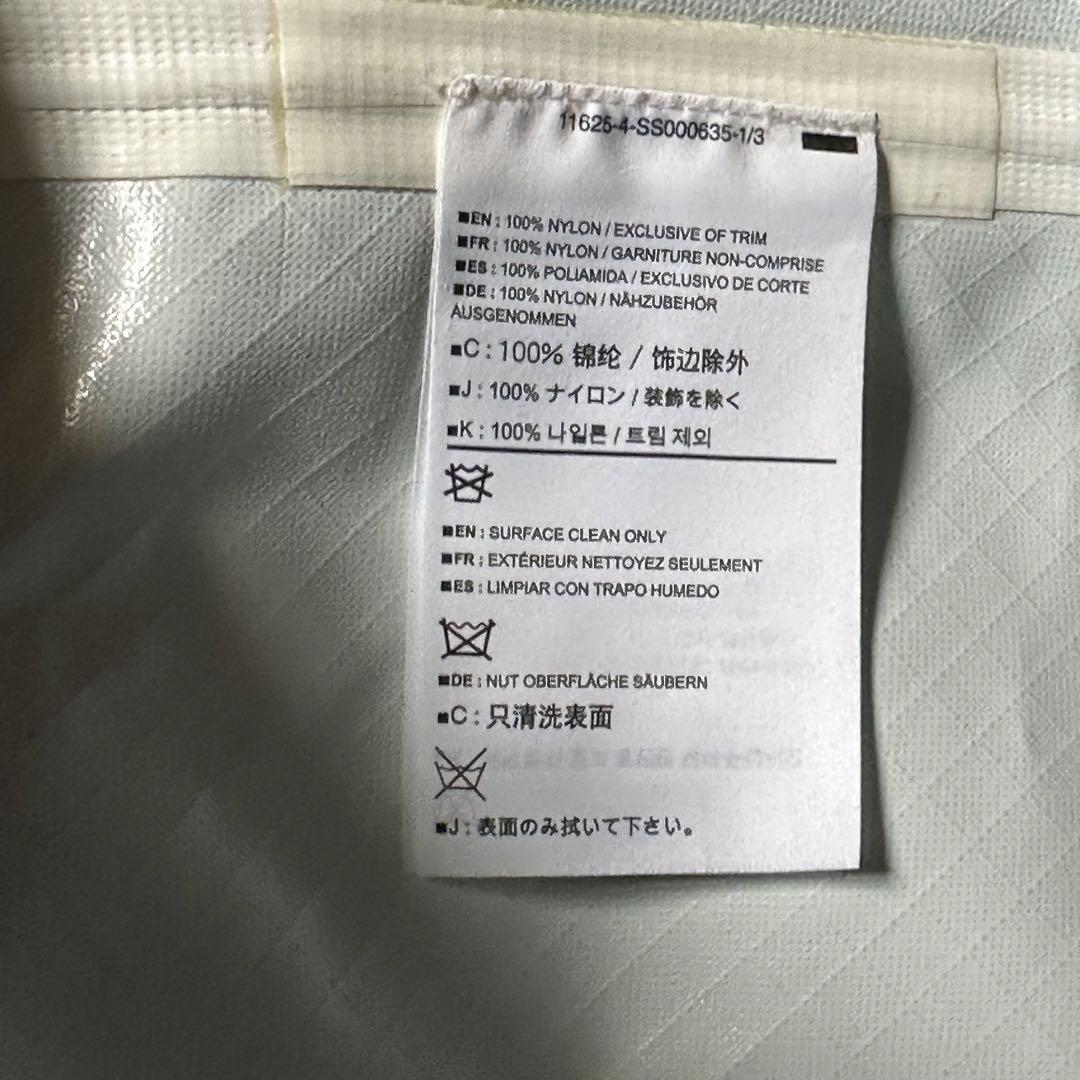 11625-4-SS000635-1/3
■EN : 100% NYLON / EXCLUSIVE OF TRIM
■FR : 100% NYLON / GARNITURE NON-COMPRISE
■ES : 100% POLIAMIDA / EXCLUSIVO DE CORTE
■DE : 100% NYLON / NÄHZUBEHÖR
AUSGENOMMEN
■C : 100% 锦纶 / 饰边除外
■J : 100% ナイロン / 装飾を除く
■K : 100% 나일론 / 트림 제외
■EN : SURFACE CLEAN ONLY
■FR : EXTÉRIEUR NETTOYEZ SEULEMENT
■ES : LIMPIAR CON TRAPO HUMEDO
■DE : NUT OBERFLÄCHE SÄUBERN
■C : 只清洗表面
■J : 表面のみ拭いて下さい。